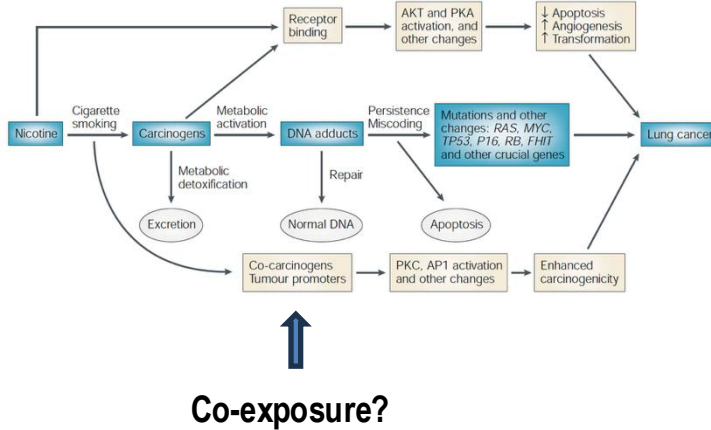 Receptor
binding
AKT and PKA
activation, and
other changes
↓ Apoptosis
↑ Angiogenesis
↑ Transformation
Nicotine
Cigarette
smoking
Carcinogens
Metabolic
activation
DNA adducts
Persistence
Miscoding
Mutations and other
changes: RAS, MYC,
TP53, P16, RB, FHIT
and other crucial genes
Lung cancer
Metabolic
detoxification
Repair
Excretion
Normal DNA
Apoptosis
Co-carcinogens
Tumour promoters
PKC, AP1 activation
and other changes
Enhanced
carcinogenicity
Co-exposure?